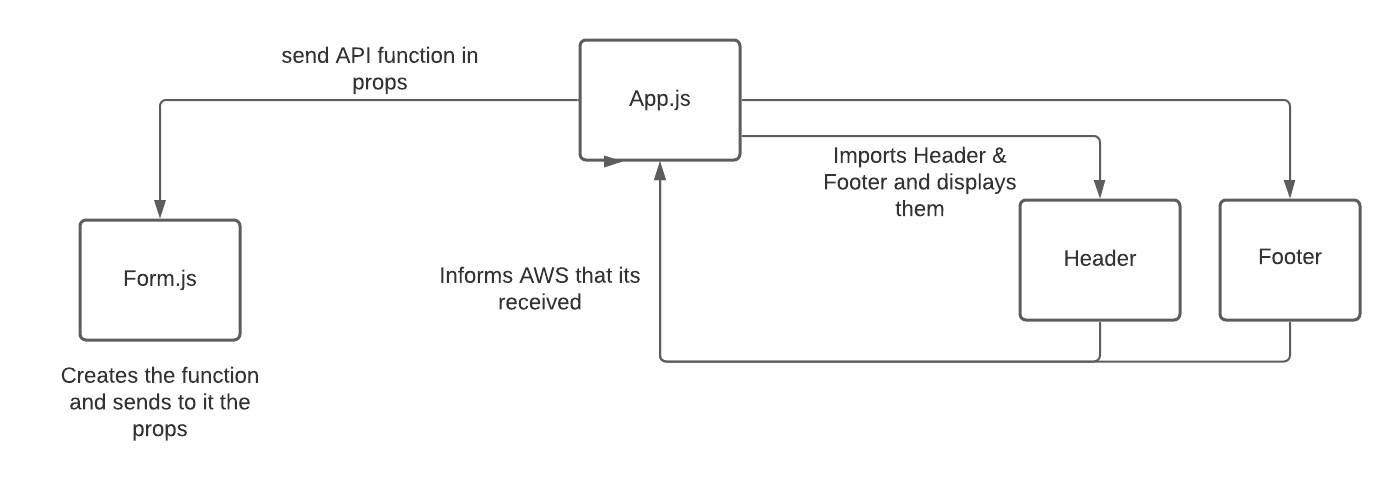 send API function in
props
App.js
Imports Header &
Footer and displays
them
Form.js
Informs AWS that its
received
Header
Footer
Creates the function
and sends to it the
props